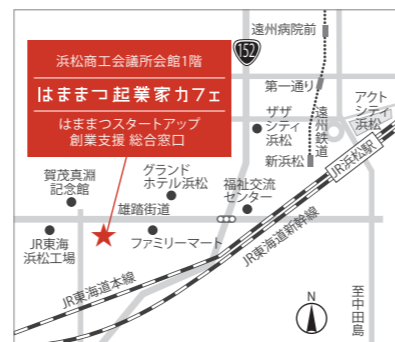 遠州病院前
152
浜松商工会議所会館1階
はままつ起業家カフェ
はままつスタートアップ
創業支援 総合窓口
第一通り
ザザ
シティ
浜松
遠州鉄道
アクト
シティ
浜松
新浜松
JR浜松駅
賀茂真淵
記念館
グランド
ホテル浜松
福祉交流
センター
雄踏街道
JR東海
浜松工場
ファミリーマート
JR東海道新幹線
JR東海道本線
N
至中田島